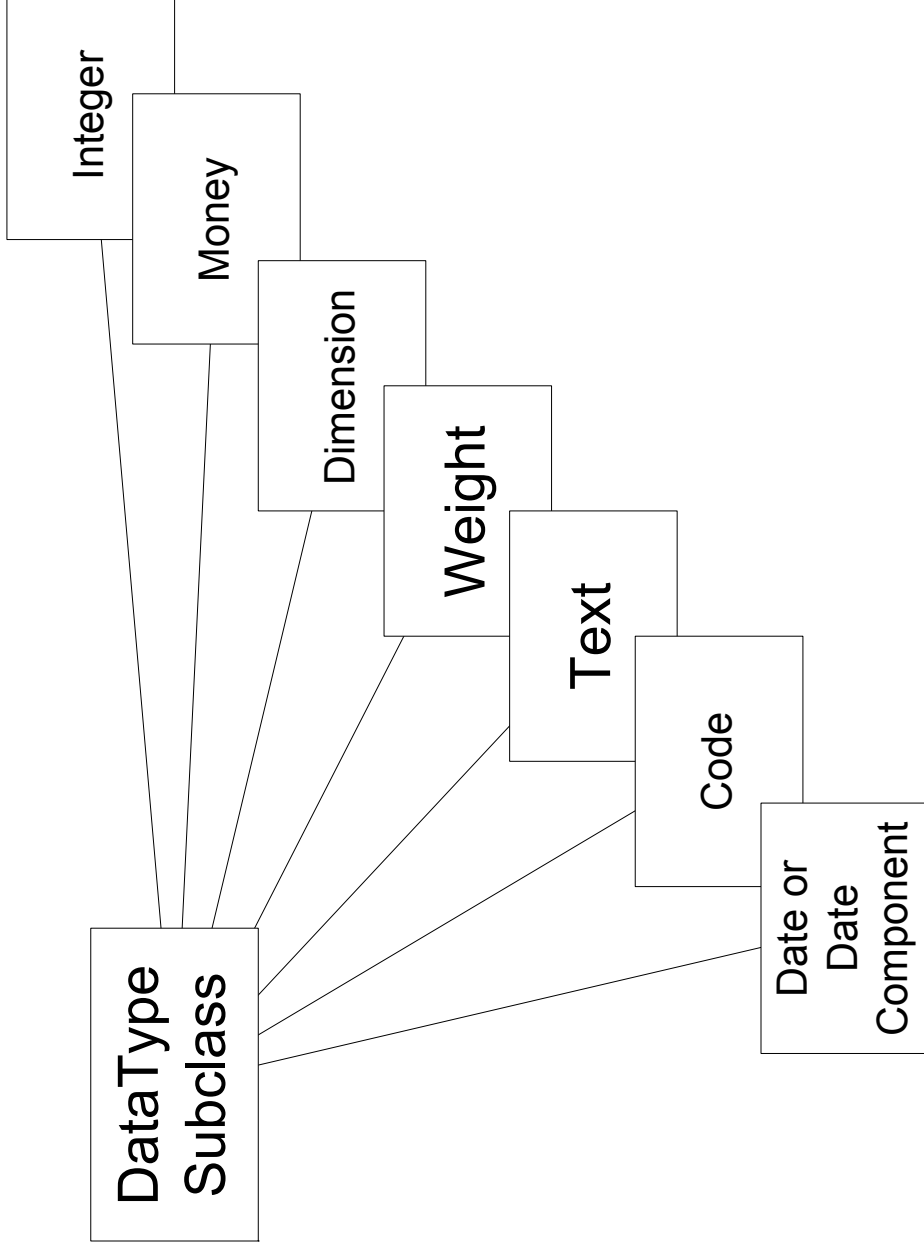 DataType
Subclass
Date or
Date
Component
Code
Text
Weight
Dimension
Money
Integer